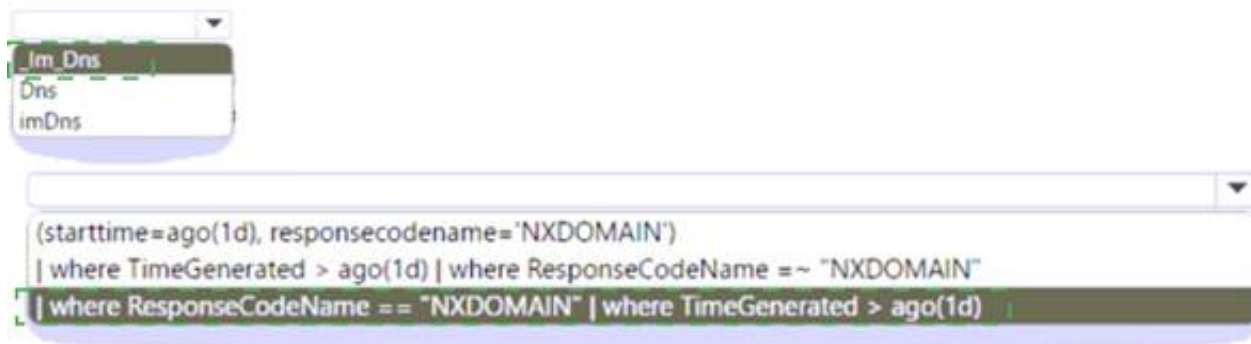 _Im_Dns
Dns
imDns
(starttime=ago(1d), responsecodename='NXDOMAIN')
| where TimeGenerated > ago(1d) | where ResponseCodeName =~ "NXDOMAIN"
| where ResponseCodeName == "NXDOMAIN" | where TimeGenerated > ago(1d)